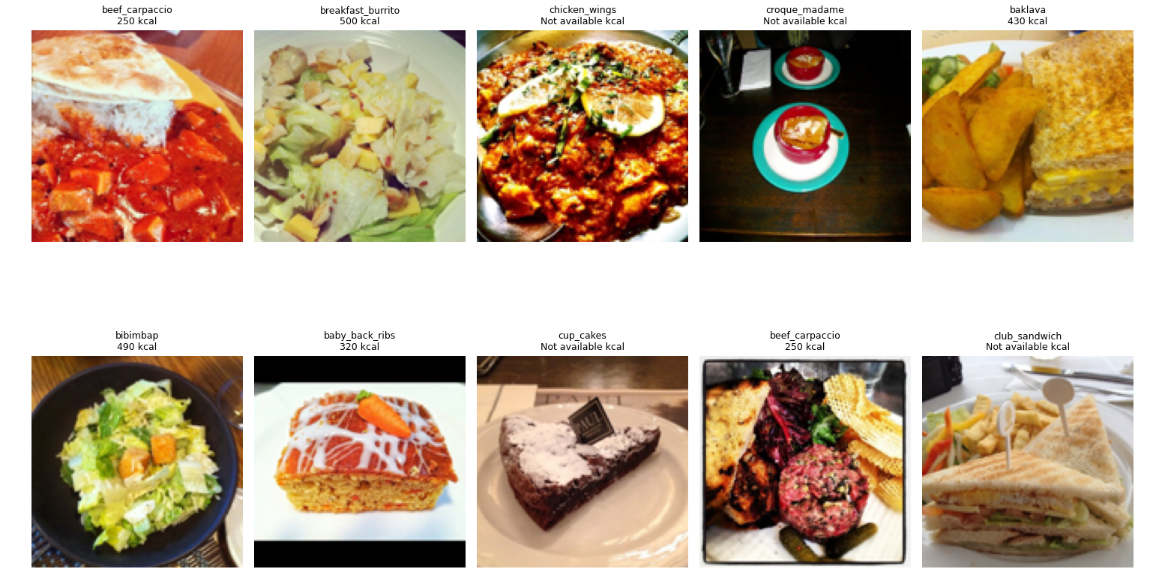 beef_carpaccio
250 kcal
breakfast_burrito
500 kcal
chicken_wings
Not available kcal
croque_madame
Not available kcal
baklava
430 kcal
bibimbap
490 kcal
baby_back_ribs
320 kcal
cup_cakes
Not available kcal
PAUL
beef_carpaccio
250 kcal
club_sandwich
Not available kcal